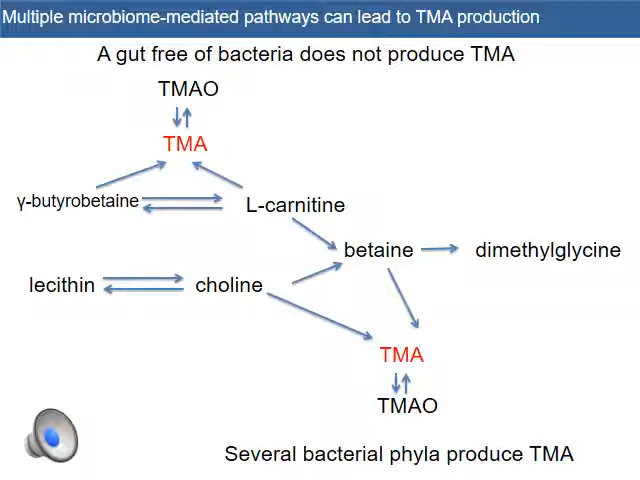 Multiple microbiome-mediated pathways can lead to TMA production
A gut free of bacteria does not produce TMA
TMAO
TMA
γ-butyrobetaine
L-carnitine
betaine
dimethylglycine
lecithin
choline
TMA
TMAO
Several bacterial phyla produce TMA